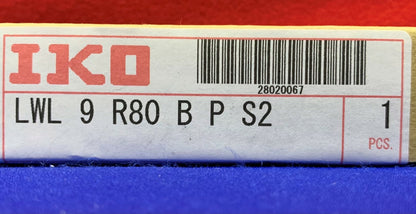 IKO
28020067
LWL 9 R80 B P S2 1
PCS.